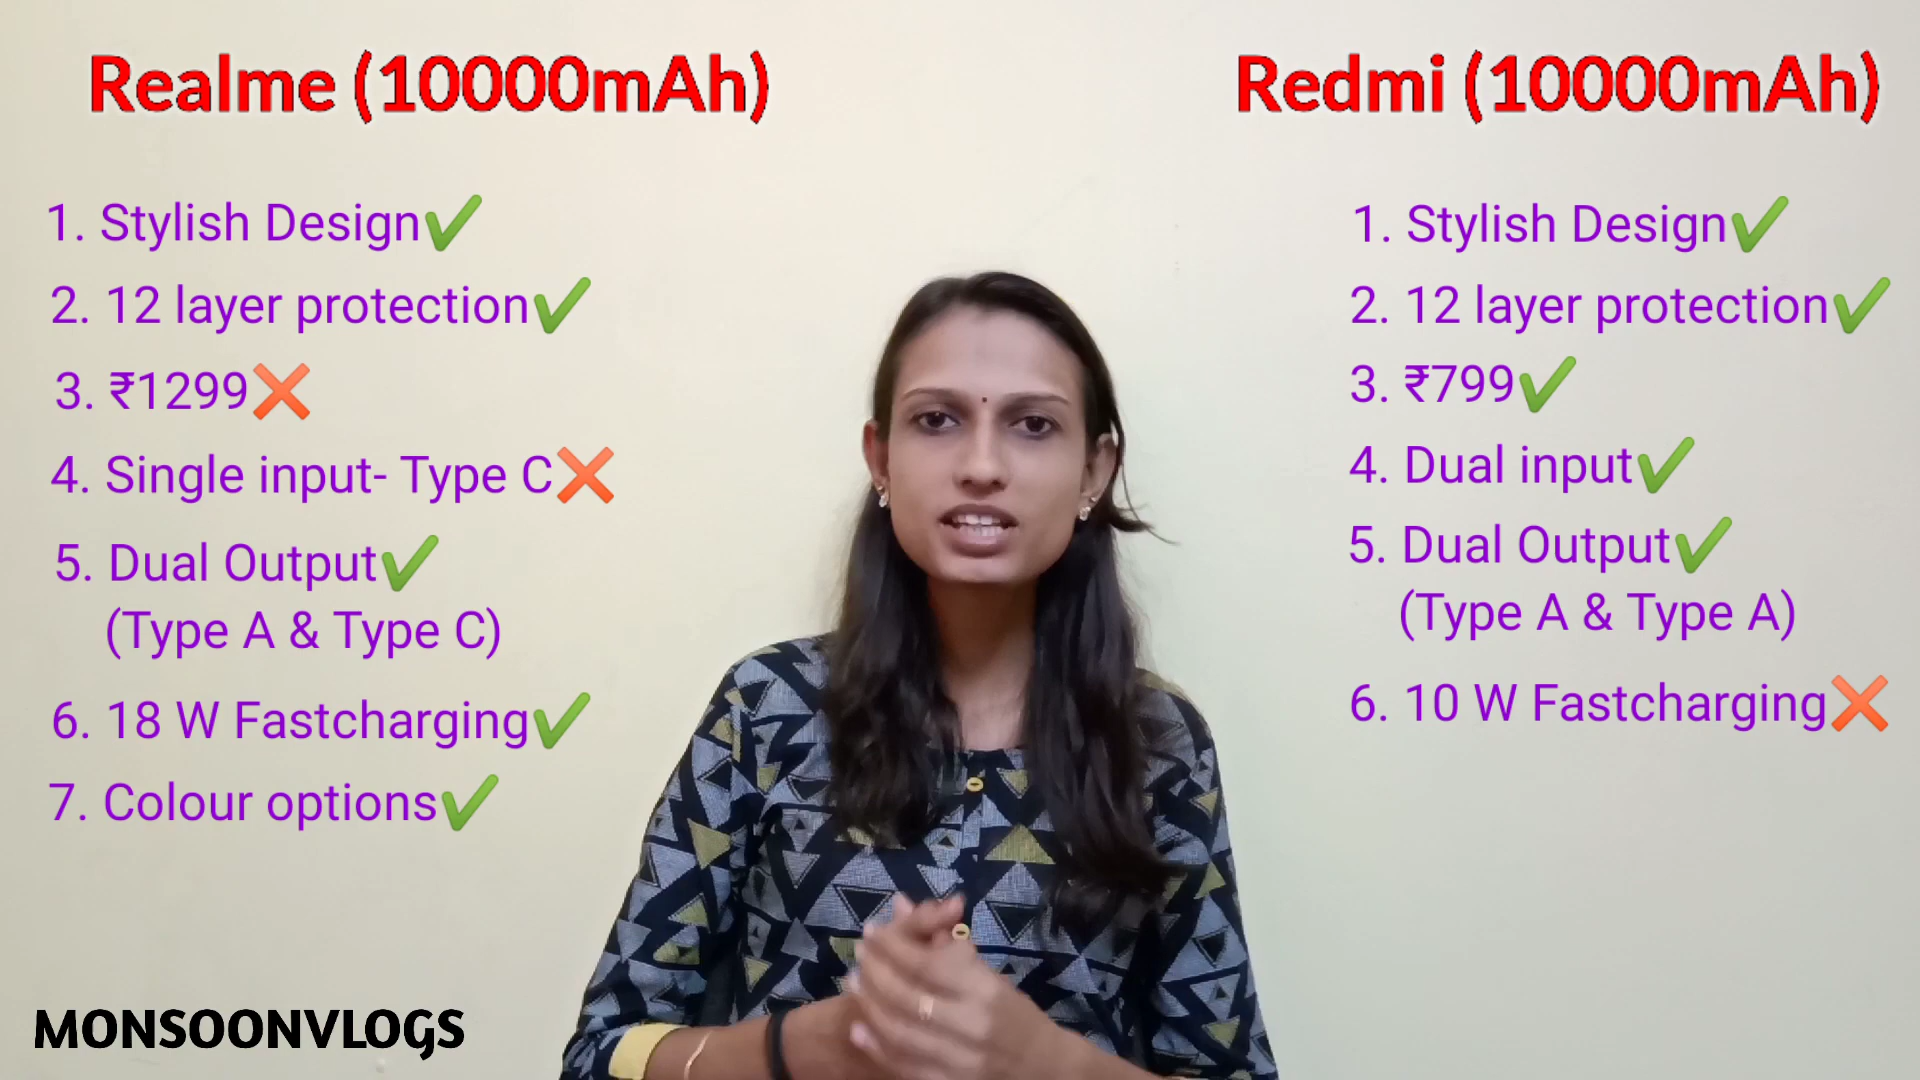 Realme (10000mAh)
1. Stylish Design✔
2. 12 layer protection✔
3. ₹1299❌
4. Single input- Type C❌
5. Dual Output✔
(Type A & Type C)
6. 18 W Fastcharging✔
7. Colour options✔
Redmi (10000mAh)
1. Stylish Design✔
2. 12 layer protection✔
3. ₹799✔
4. Dual input✔
5. Dual Output✔
(Type A & Type A)
6. 10 W Fastcharging❌
MONSOONVLOGS